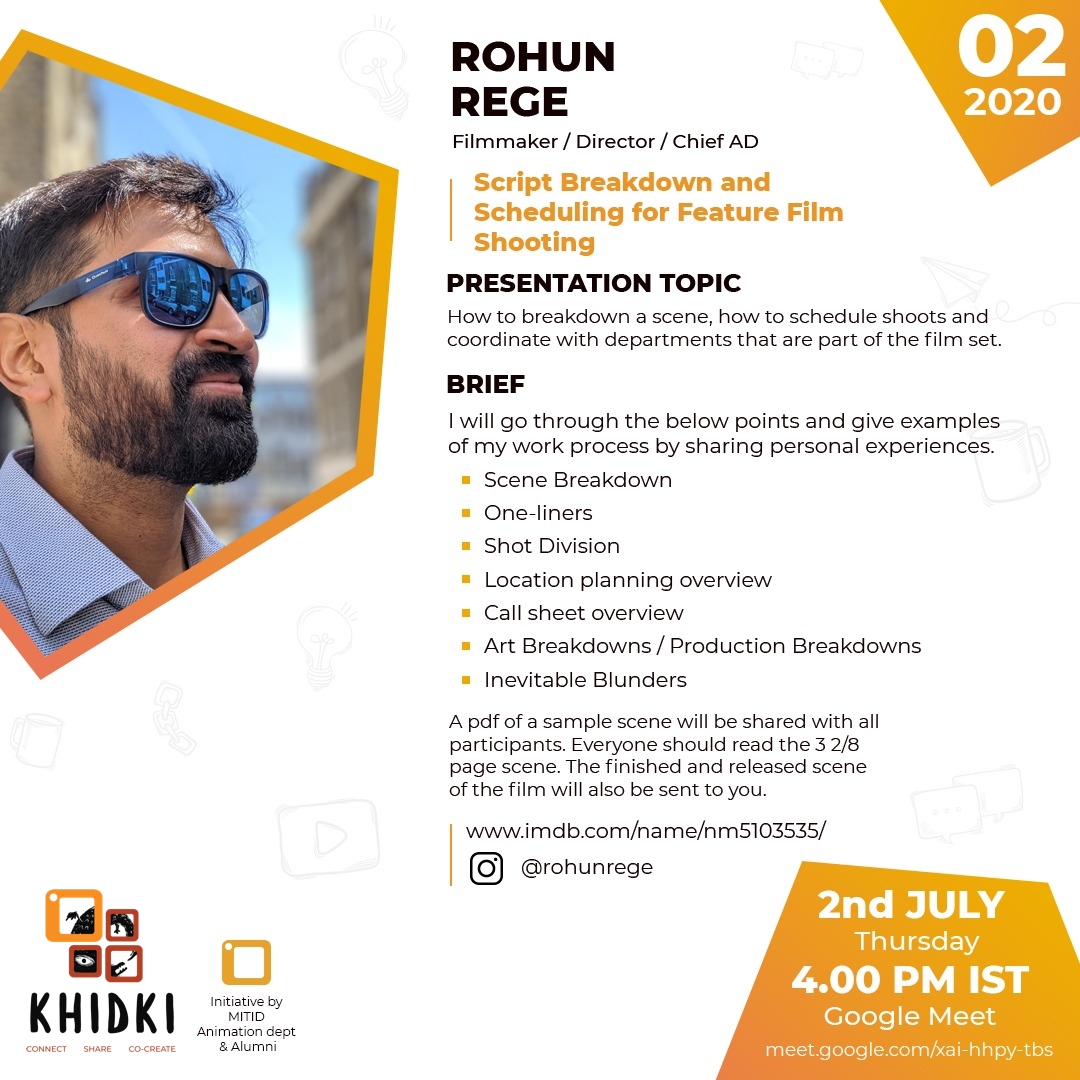 ROHUN
REGE
Filmmaker / Director / Chief AD
02
2020
Script Breakdown and
Scheduling for Feature Film
Shooting
PRESENTATION TOPIC
How to breakdown a scene, how to schedule shoots and
coordinate with departments that are part of the film set.
BRIEF
I will go through the below points and give examples
of my work process by sharing personal experiences.
Scene Breakdown
One-liners
Shot Division
Location planning overview
Call sheet overview
Art Breakdowns / Production Breakdowns
Inevitable Blunders
A pdf of a sample scene will be shared with all
participants. Everyone should read the 3 2/8
page scene. The finished and released scene
of the film will also be sent to you.
www.imdb.com/name/nm5103535/
@rohunrege
2nd JULY
Thursday
4.00 PM IST
Google Meet
meet.google.com/xai-hhpy-tbs
KHIDKI
CONNECT SHARE CO-CREATE
Initiative by
MITID
Animation dept
& Alumni